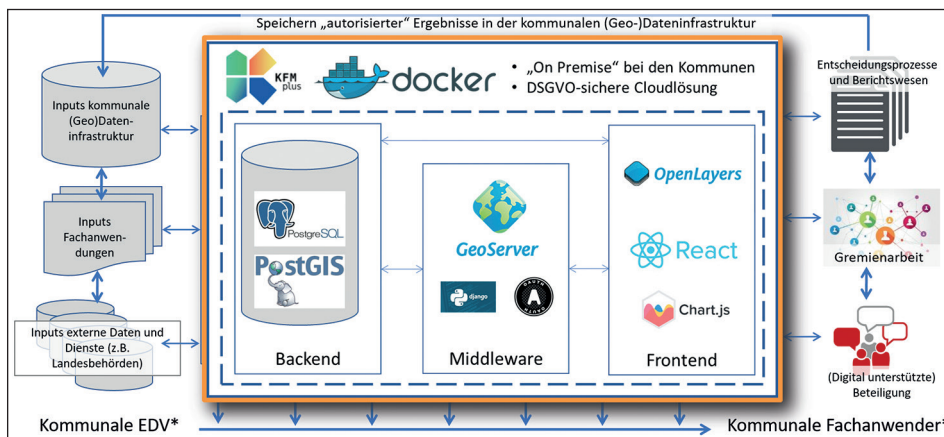 Speichern „autorisierter“ Ergebnisse in der kommunalen (Geo-)Dateninfrastruktur
KFM
plus
docker
• „On Premise“ bei den Kommunen
• DSGVO-sichere Cloudlösung
Inputs kommunale
(Geo)Daten-
infrastruktur
Inputs
Fachanwen-
dungen
Inputs externe Daten und
Dienste (z.B.
Landesbehörden)
PostgreSQL
PostGIS
Backend
GeoServer
django
OAUTH
Middleware
OpenLayers
React
Chart.js
Frontend
Entscheidungsprozesse
und Berichtswesen
Gremienarbeit
(Digital unterstützte)
Beteiligung
Kommunale EDV*
Kommunale Fachanwender*